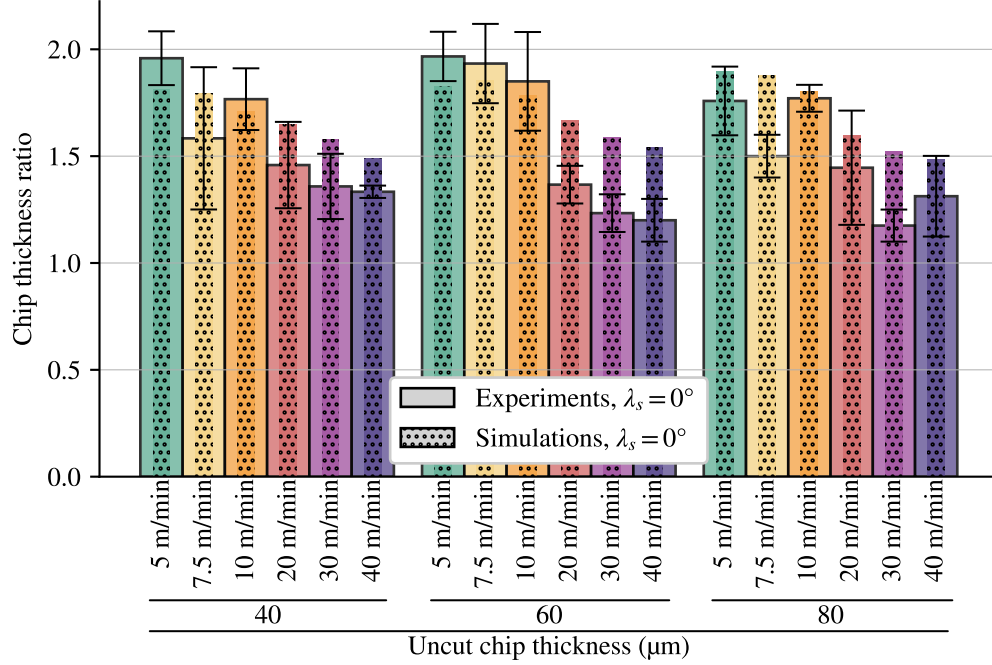 Chip thickness ratio
2.0
1.5
1.0
0.5
0.0
Experiments, λs = 0°
Simulations, λs = 0°
5 m/min
7.5 m/min
10 m/min
20 m/min
30 m/min
40 m/min
5 m/min
7.5 m/min
10 m/min
20 m/min
30 m/min
40 m/min
5 m/min
7.5 m/min
10 m/min
20 m/min
30 m/min
40 m/min
40 60 80
Uncut chip thickness (µm)